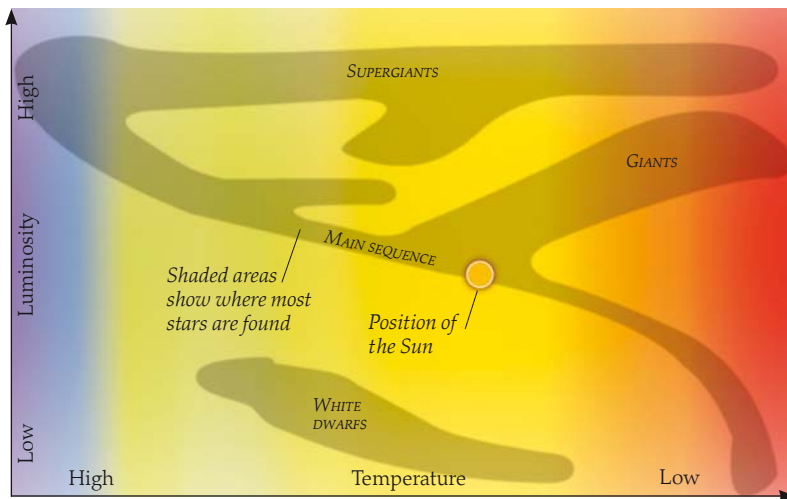 SUPERGIANTS
High
GIANTS
Luminosity
MAIN SEQUENCE
Shaded areas
show where most
stars are found
Position of
the Sun
WHITE
DWARFS
Low
High
Temperature
Low